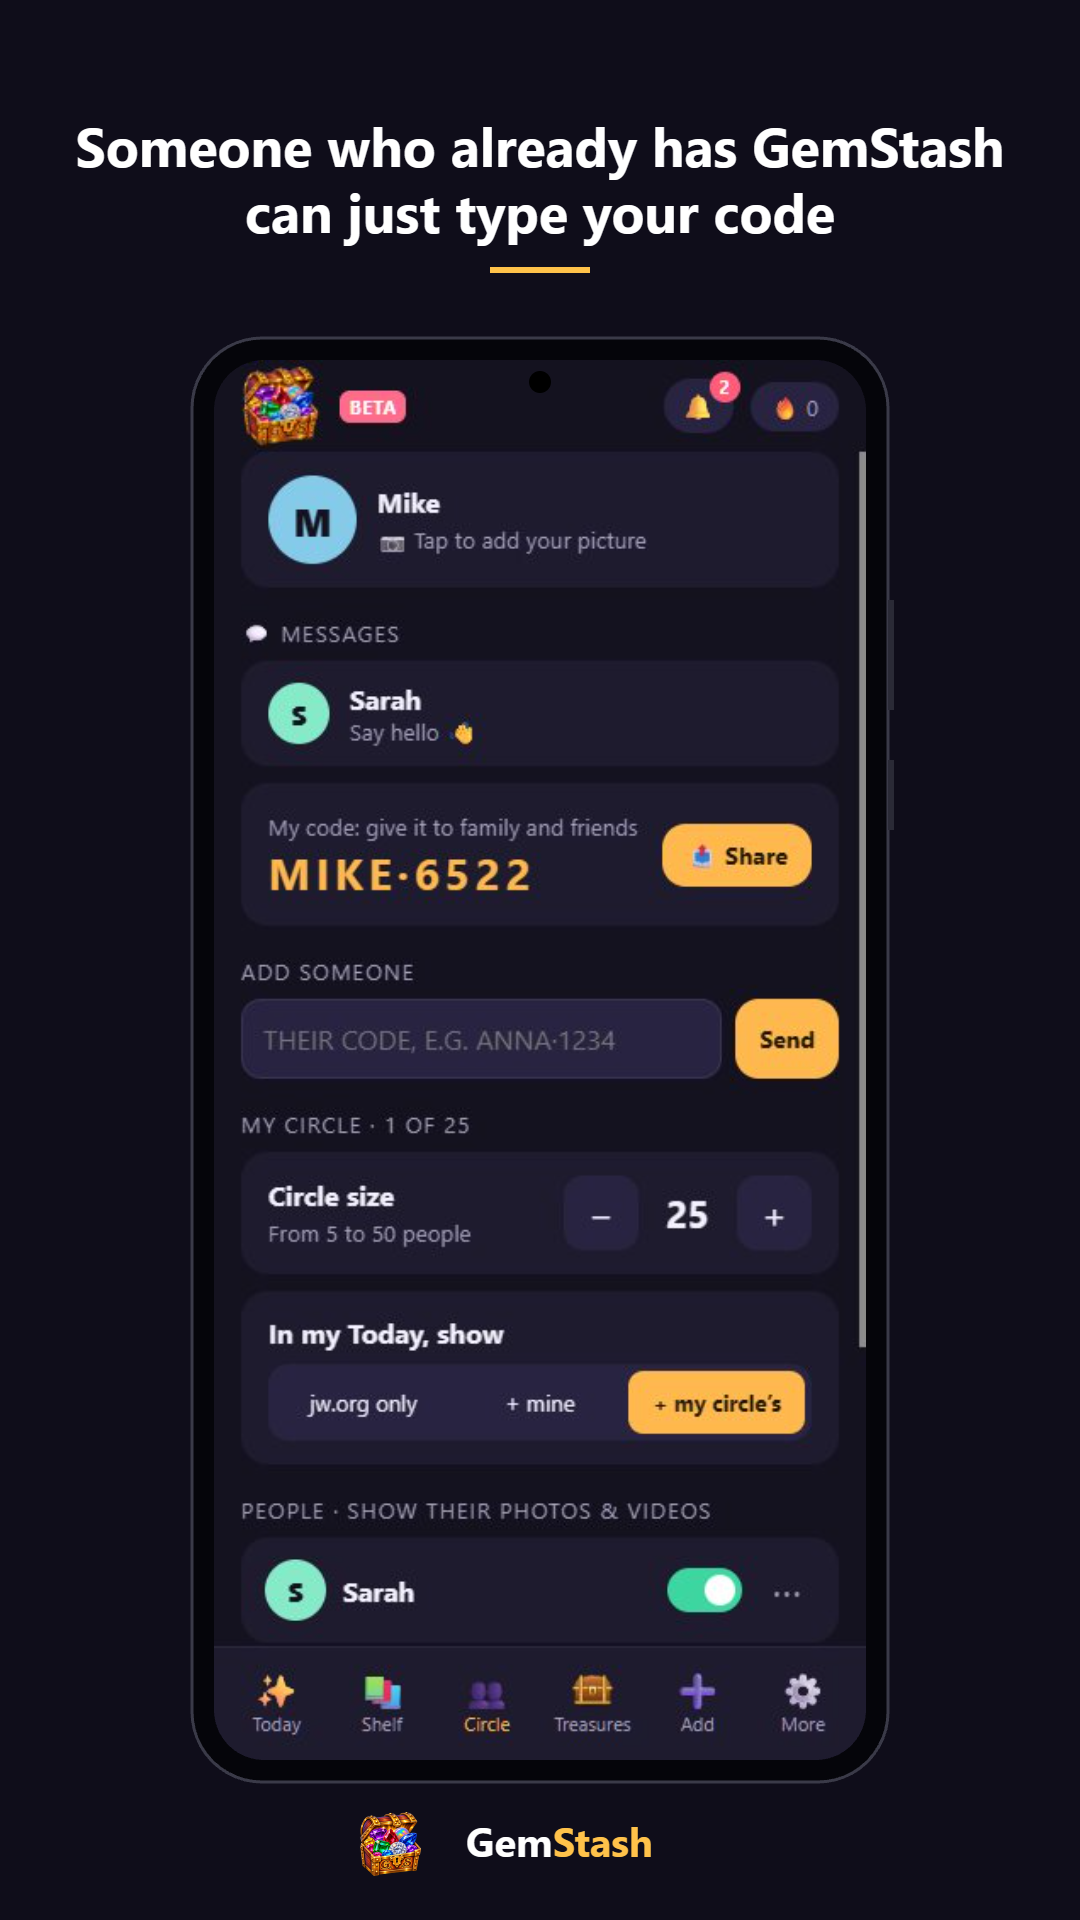 Someone who already has GemStash
can just type your code
BETA
2
0
M
Mike
Tap to add your picture
MESSAGES
S
Sarah
Say hello
My code: give it to family and friends
MIKE·6522
Share
ADD SOMEONE
THEIR CODE, E.G. ANNA·1234
Send
MY CIRCLE · 1 OF 25
Circle size
From 5 to 50 people
− 25 +
In my Today, show
jw.org only
+ mine
+ my circle’s
PEOPLE · SHOW THEIR PHOTOS & VIDEOS
S
Sarah
...
Today
Shelf
Circle
Treasures
Add
More
GemStash